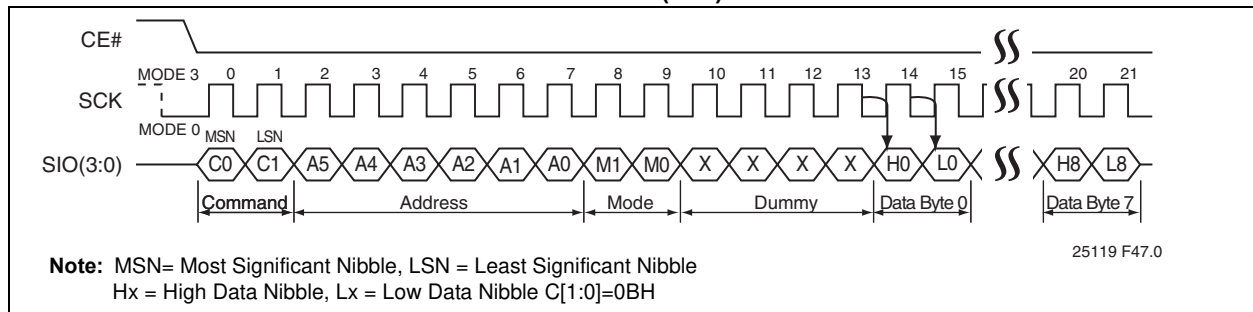 CE#
MODE 3 0 1 2 3 4 5 6 7 8 9 10 11 12 13 14 15 20 21
SCK
MODE 0
MSN LSN
SIO(3:0) C0 C1 A5 A4 A3 A2 A1 A0 M1 M0 X X X X H0 L0 H8 L8
Command Address Mode Dummy Data Byte 0 Data Byte 7
25119 F47.0
Note: MSN= Most Significant Nibble, LSN = Least Significant Nibble
Hx = High Data Nibble, Lx = Low Data Nibble C[1:0]=0BH